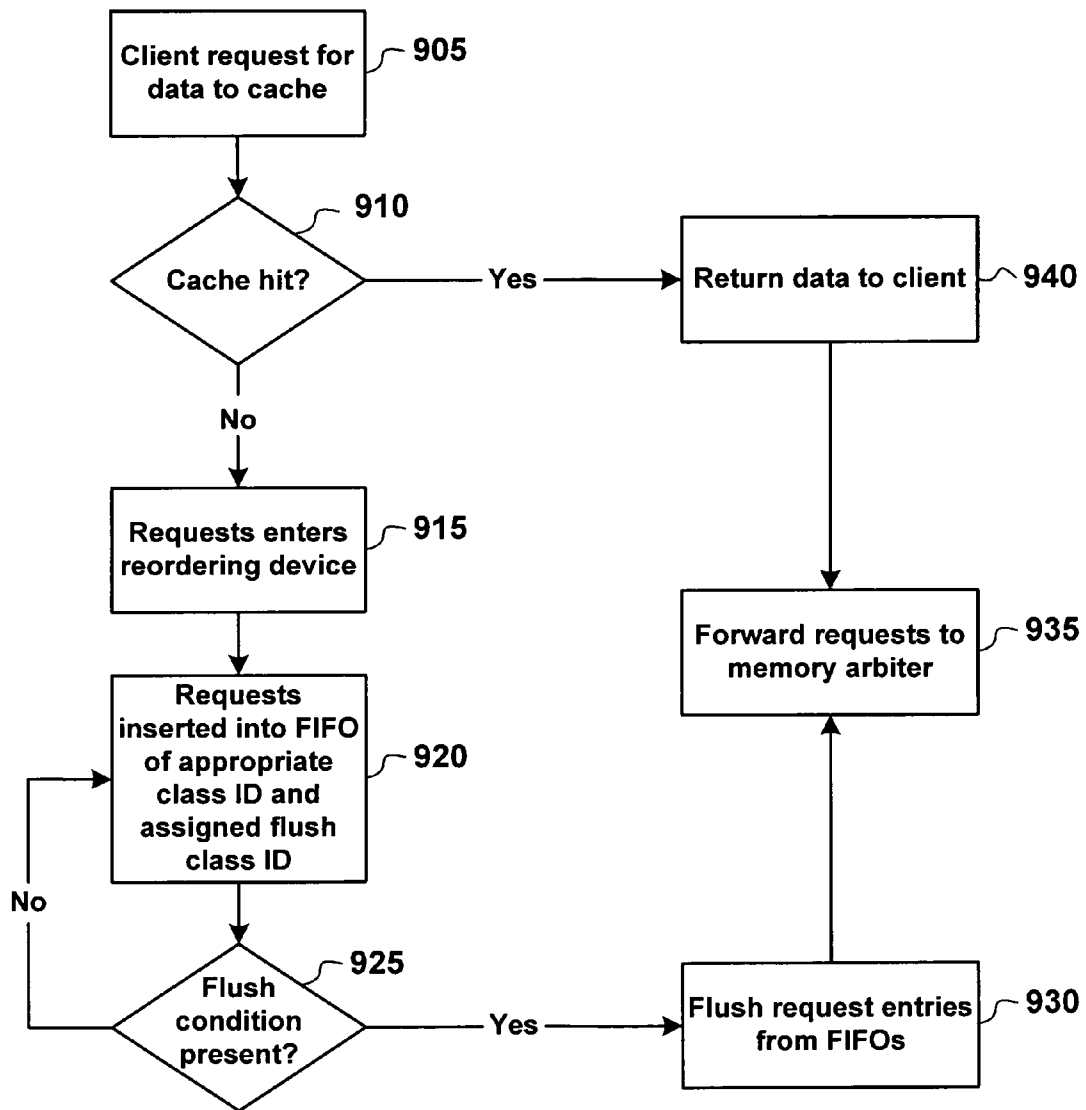 Client request for
data to cache
905
910
Cache hit?
Yes
Return data to client
940
No
Requests enters
reordering device
915
Forward requests to
memory arbiter
935
Requests
inserted into FIFO
of appropriate
class ID and
assigned flush
class ID
920
No
925
Flush
condition
present?
Yes
Flush request entries
from FIFOs
930